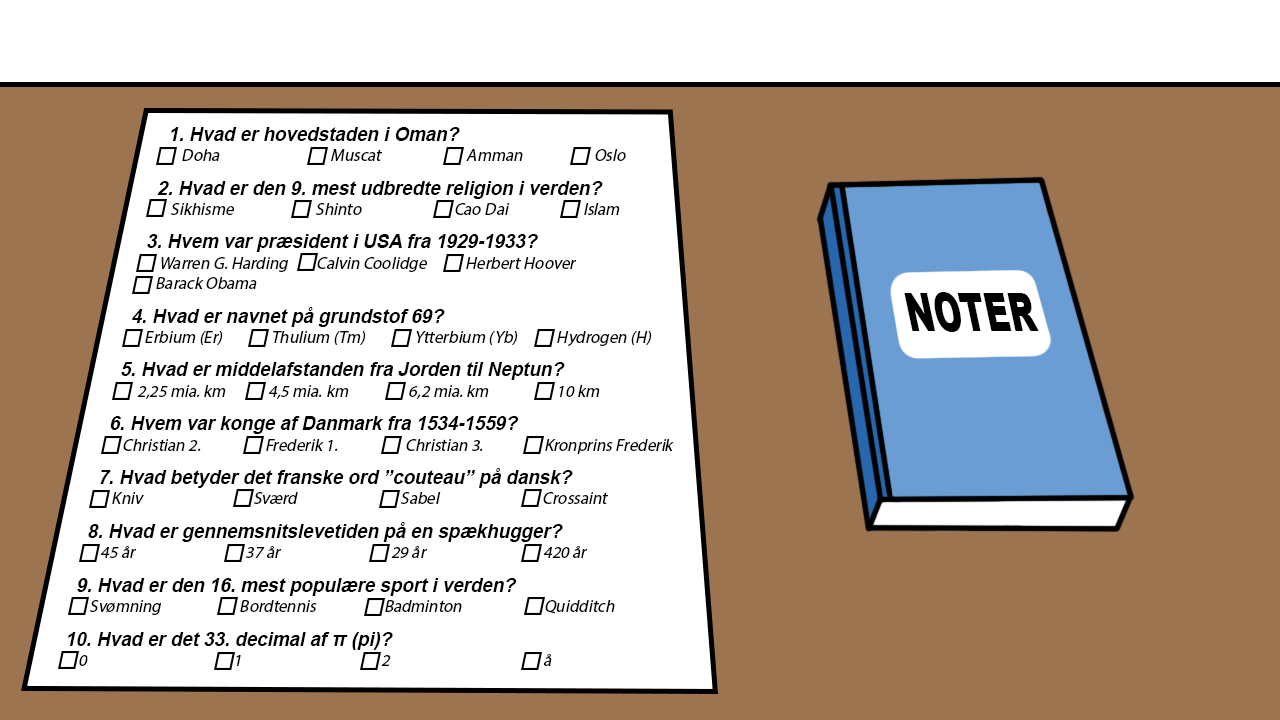 1. Hvad er hovedstaden i Oman?
Doha Muscat Amman Oslo
2. Hvad er den 9. mest udbredte religion i verden?
Sikhisme Shinto Cao Dai Islam
3. Hvem var præsident i USA fra 1929-1933?
Warren G. Harding Calvin Coolidge Herbert Hoover
Barack Obama
4. Hvad er navnet på grundstof 69?
Erbium (Er) Thulium (Tm) Ytterbium (Yb) Hydrogen (H)
5. Hvad er middelafstanden fra Jorden til Neptun?
2,25 mia. km 4,5 mia. km 6,2 mia. km 10 km
6. Hvem var konge af Danmark fra 1534-1559?
Christian 2. Frederik 1. Christian 3. Kronprins Frederik
7. Hvad betyder det franske ord ”couteau” på dansk?
Kniv Sværd Sabel Crossaint
8. Hvad er gennemsnitslevetiden på en spækhugger?
45 år 37 år 29 år 420 år
9. Hvad er den 16. mest populære sport i verden?
Svømning Bordtennis Badminton Quidditch
10. Hvad er det 33. decimal af π (pi)?
0 1 2 å
NOTER